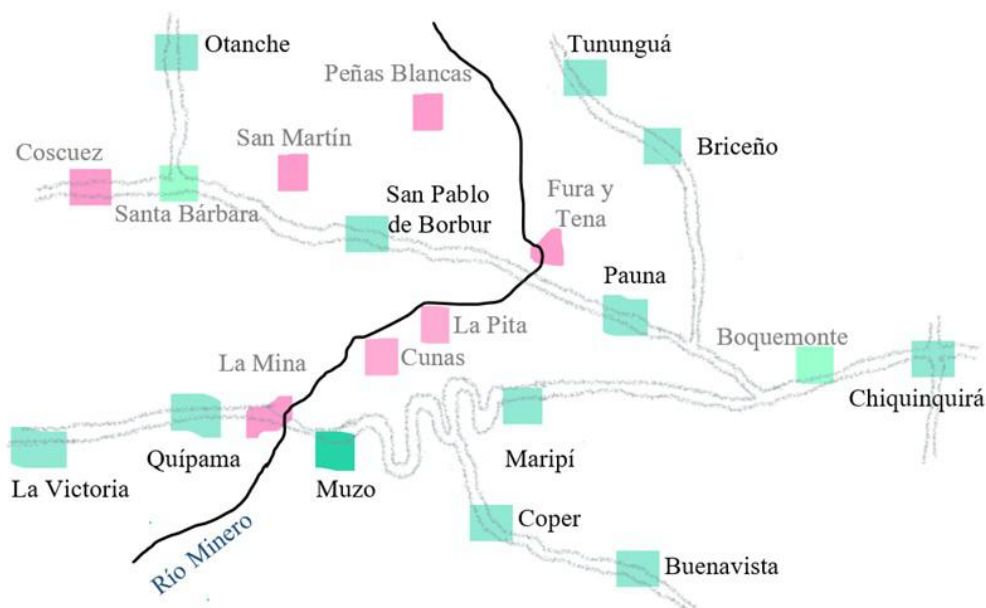 Otanche
Tununguá
Peñas Blancas
Briceño
San Martín
Coscuez
San Pablo
de Borbur
Fura y
Tena
Santa Bárbara
Pauna
La Pita
Boquemonte
La Mina
Cunas
Chiquinquirá
Quípama
Maripí
La Victoria
Muzo
Coper
Río Minero
Buenavista